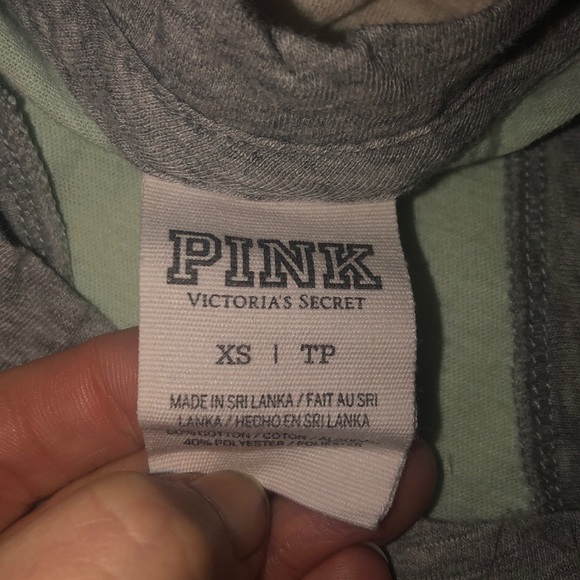 PINK
VICTORIA'S SECRET
XS | TP
MADE IN SRI LANKA / FAIT AU SRI
LANKA / HECHO EN SRI LANKA
60% COTTON / COTON /
40% POLYESTER /